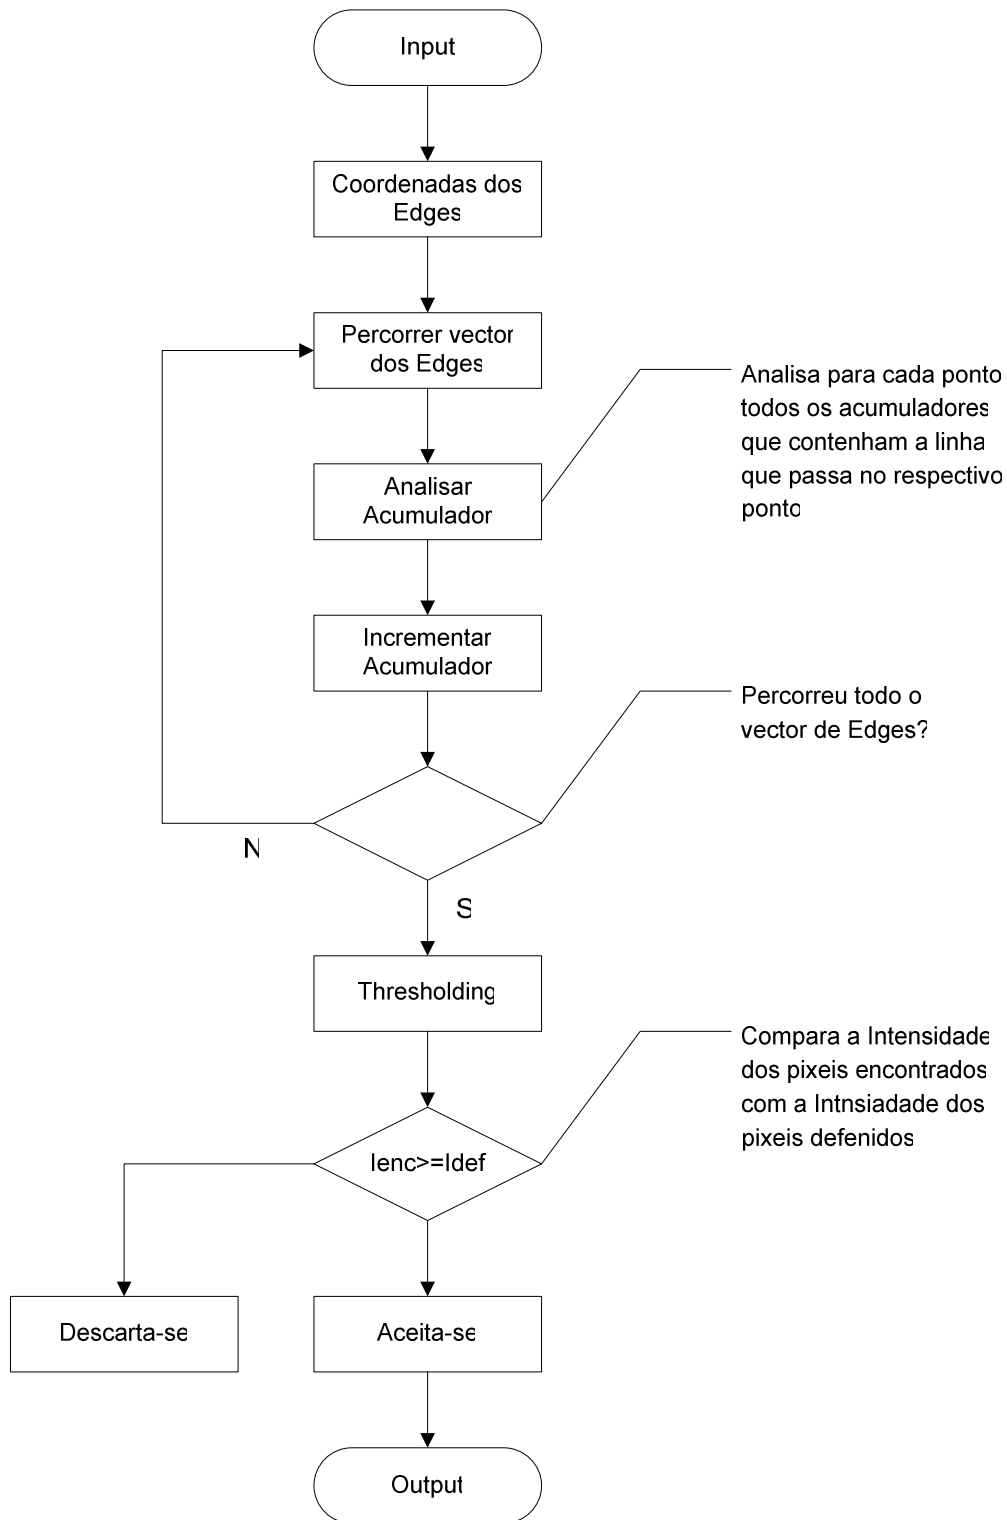 Input
Coordenadas dos
Edges
Percorrer vector
dos Edges
Analisa para cada ponto
todos os acumuladores
que contenham a linha
que passa no respectivo
ponto
Analisar
Acumulador
Incrementar
Acumulador
Percorreu todo o
vector de Edges?
N
S
Thresholding
Compara a Intensidade
dos pixeis encontrados
com a Intnsiadade dos
pixeis defenidos
Ienc>=Idef
Descarta-se
Aceita-se
Output